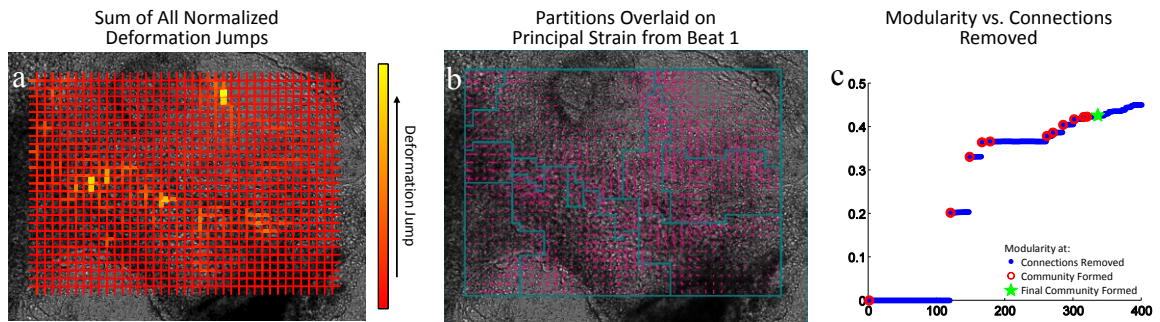 Sum of All Normalized
Deformation Jumps
a
Deformation Jump
Partitions Overlaid on
Principal Strain from Beat 1
b
Modularity vs. Connections
Removed
c
0.5
0.4
0.3
0.2
0.1
0
Modularity at:
Connections Removed
Community Formed
Final Community Formed
0
100
200
300
400